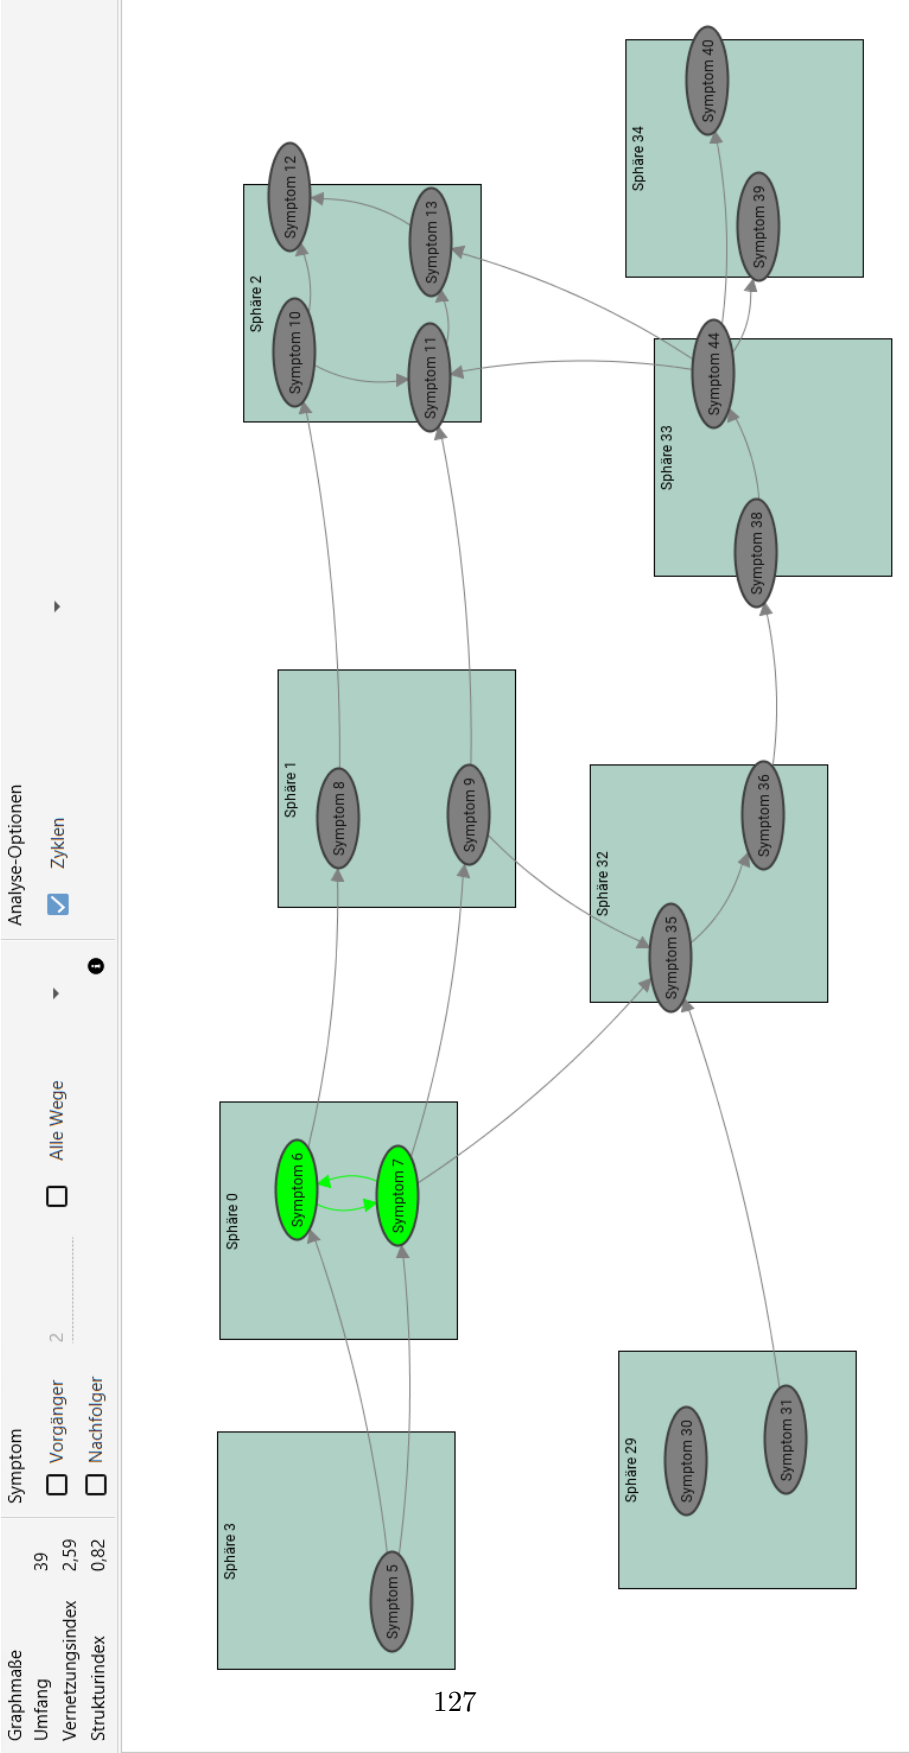 Graphmaße
Umfang 39
Vernetzungsindex 2,59
Strukturindex 0,82
Symptom
Vorgänger 2
Nachfolger
Alle Wege
Analyse-Optionen
Zyklen
Sphäre 3
Symptom 5
Sphäre 0
Symptom 6
Symptom 7
Sphäre 1
Symptom 8
Symptom 9
Sphäre 2
Symptom 10
Symptom 12
Symptom 11
Symptom 13
Sphäre 29
Symptom 30
Symptom 31
Sphäre 32
Symptom 35
Symptom 36
Sphäre 33
Symptom 38
Symptom 44
Sphäre 34
Symptom 39
Symptom 40
127